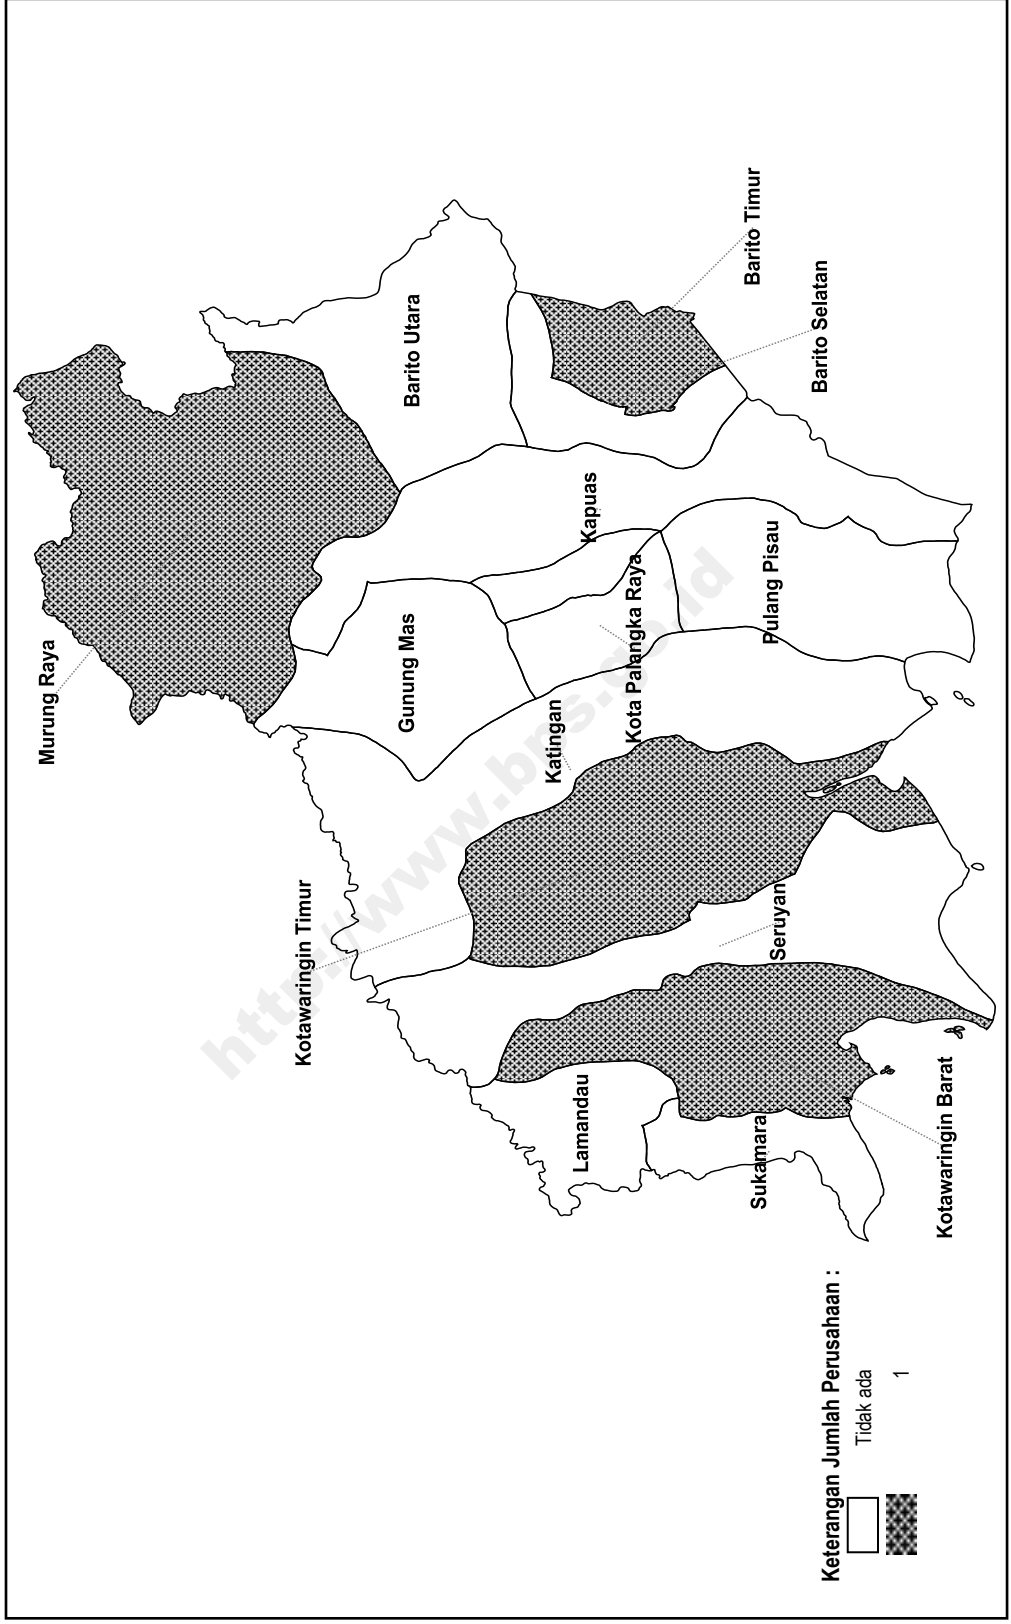 Murung Raya
Barito Utara
Barito Timur
Barito Selatan
Kapuas
Gunung Mas
Pulang Pisau
Kota Palangka Raya
Katingan
Kotawaringin Timur
Seruyan
Lamandau
Sukamara
Kotawaringin Barat
Keterangan Jumlah Perusahaan :
Tidak ada
1
http://www.bps.go.id